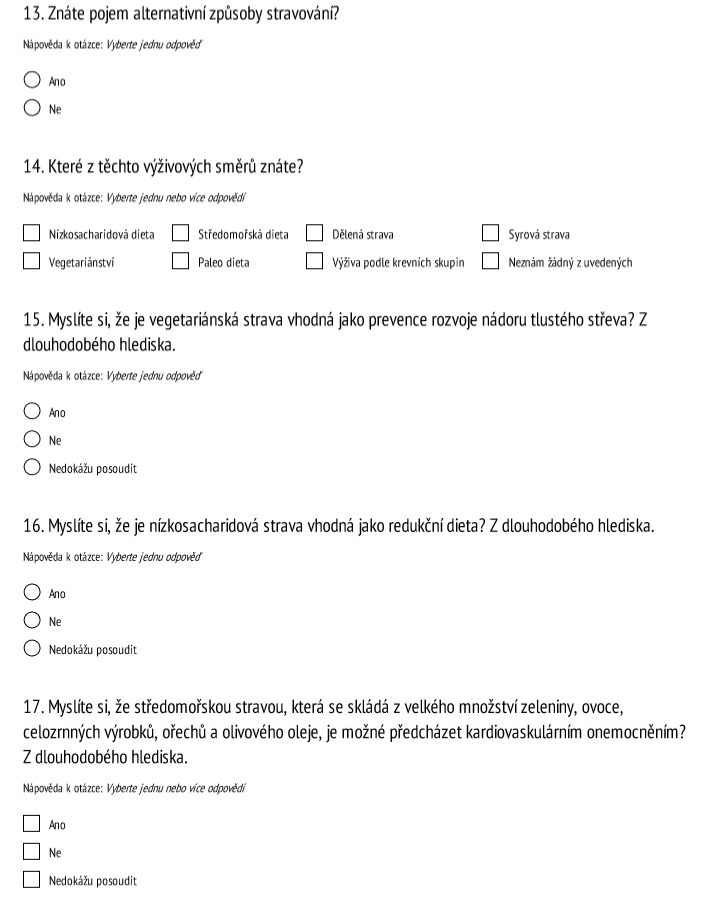 13. Znáte pojem alternativní způsoby stravování?
Nápověda k otázce: Vyberte jednu odpověď
Ano
Ne
14. Které z těchto výživových směrů znáte?
Nápověda k otázce: Vyberte jednu nebo více odpovědí
Nízkosacharidová dieta Středomořská dieta Dělená strava Syrová strava
Vegetariánství Paleo dieta Výživa podle krevních skupin Neznám žádný z uvedených
15. Myslíte si, že je vegetariánská strava vhodná jako prevence rozvoje nádoru tlustého střeva? Z
dlouhodobého hlediska.
Nápověda k otázce: Vyberte jednu odpověď
Ano
Ne
Nedokážu posoudit
16. Myslíte si, že je nízkosacharidová strava vhodná jako redukční dieta? Z dlouhodobého hlediska.
Nápověda k otázce: Vyberte jednu odpověď
Ano
Ne
Nedokážu posoudit
17. Myslíte si, že středomořskou stravou, která se skládá z velkého množství zeleniny, ovoce,
celozrnných výrobků, ořechů a olivového oleje, je možné předcházet kardiovaskulárním onemocněním?
Z dlouhodobého hlediska.
Nápověda k otázce: Vyberte jednu nebo více odpovědí
Ano
Ne
Nedokážu posoudit